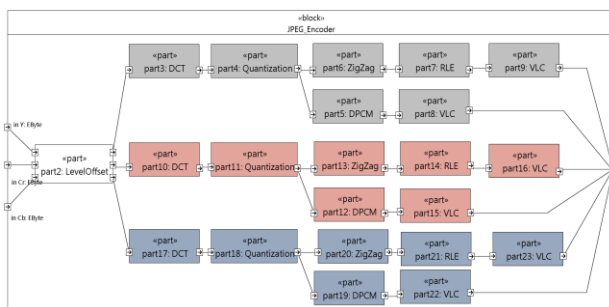 «block»
JPEG_Encoder
«part»
part3: DCT
«part»
part4: Quantization
«part»
part6: ZigZag
«part»
part7: RLE
«part»
part9: VLC
«part»
part5: DPCM
«part»
part8: VLC
in Y: EByte
«part»
part2: LevelOffset
in Cr: EByte
in Cb: EByte
«part»
part10: DCT
«part»
part11: Quantization
«part»
part13: ZigZag
«part»
part14: RLE
«part»
part16: VLC
«part»
part12: DPCM
«part»
part15: VLC
«part»
part17: DCT
«part»
part18: Quantization
«part»
part20: ZigZag
«part»
part21: RLE
«part»
part23: VLC
«part»
part19: DPCM
«part»
part22: VLC